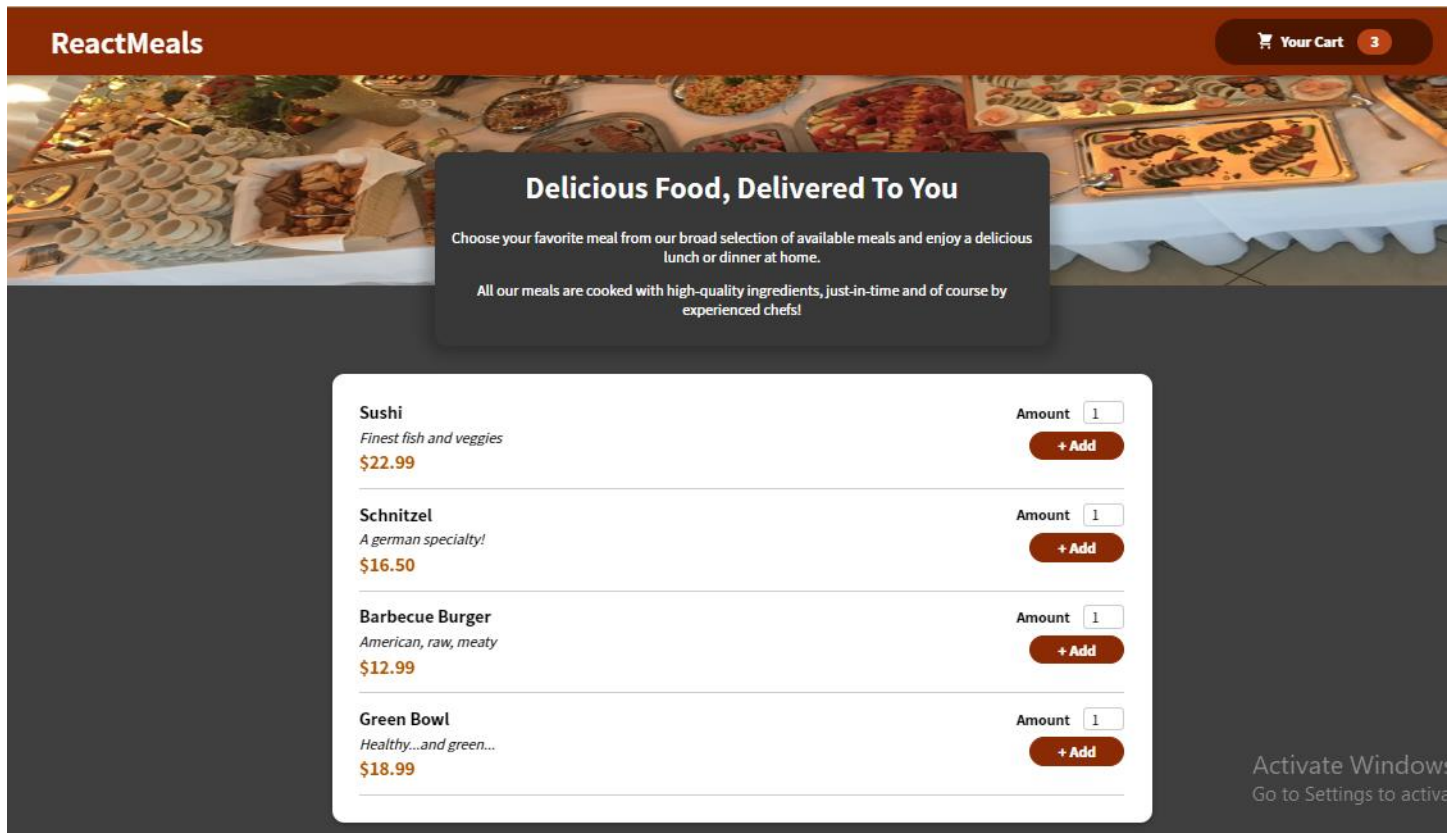 ReactMeals
Your Cart 3
Delicious Food, Delivered To You
Choose your favorite meal from our broad selection of available meals and enjoy a delicious
lunch or dinner at home.
All our meals are cooked with high-quality ingredients, just-in-time and of course by
experienced chefs!
Sushi
Amount 1
Finest fish and veggies
+ Add
$22.99
Schnitzel
Amount 1
A german specialty!
+ Add
$16.50
Barbecue Burger
Amount 1
American, raw, meaty
+ Add
$12.99
Green Bowl
Amount 1
Healthy...and green...
+ Add
$18.99
Activate Windows
Go to Settings to activa